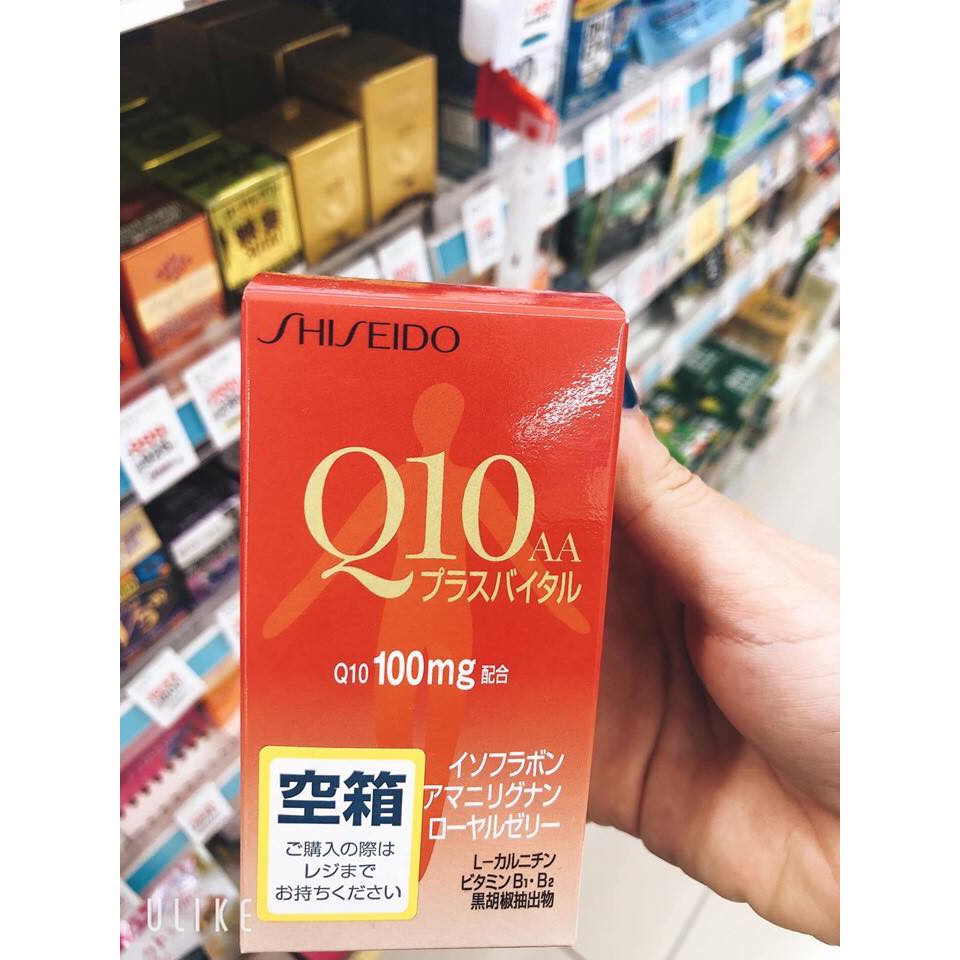 SHISEIDO
Q10AA
プラスバイタル
Q10 100mg 配合
イソフラボン
アマニリグナン
ローヤルゼリー
L-カルニチン
ビタミンB₁・B₂
黒胡椒抽出物
空箱
ご購入の際は
レジまで
お持ちください
ULIKE